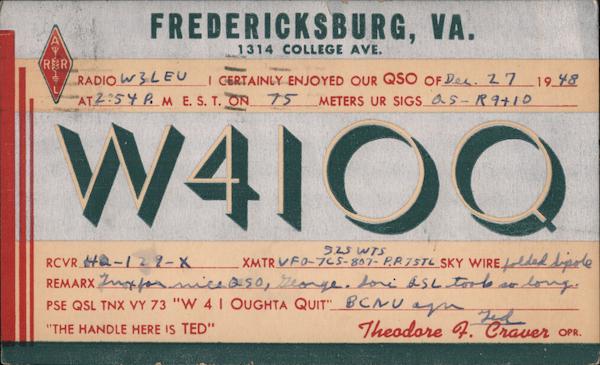 FREDERICKSBURG, VA.
1314 COLLEGE AVE.
A R R L
RADIO W3LEU I CERTAINLY ENJOYED OUR QSO OF Dec. 27 1948
AT 2:54 P. M E.S.T. ON 75 METERS UR SIGS Q5-R9+10
W4IOQ
525 WTS
RCVR HQ-129-X XMTR VFO-7C5-807-P.P.75TL SKY WIRE folded dipole
REMARX Tnx for nice QSO, George. Sori QSL took so long.
PSE QSL TNX VY 73 "W 4 I OUGHTA QUIT" BCNU agn
Ted
"THE HANDLE HERE IS TED" Theodore F. Craver OPR.